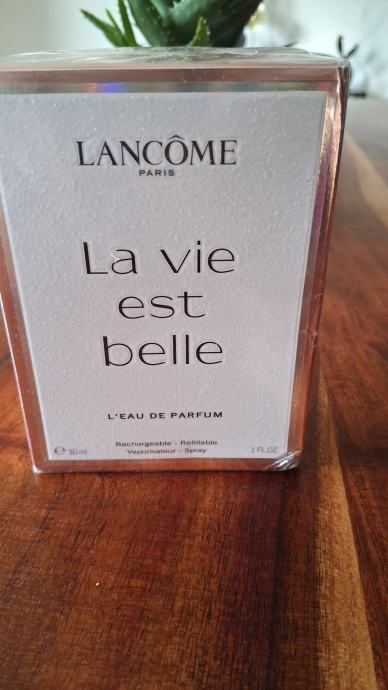 LANCÔME
PARIS
La vie
est
belle
L'EAU DE PARFUM
Rechargeable - Refillable
℮ 30 ml Vaporisateur - Spray 1 FL.OZ